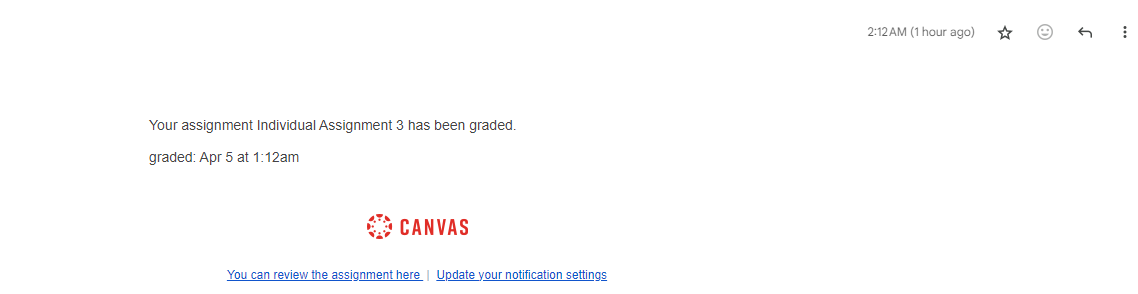 2:12 AM (1 hour ago)
Your assignment Individual Assignment 3 has been graded.
graded: Apr 5 at 1:12am
CANVAS
You can review the assignment here | Update your notification settings